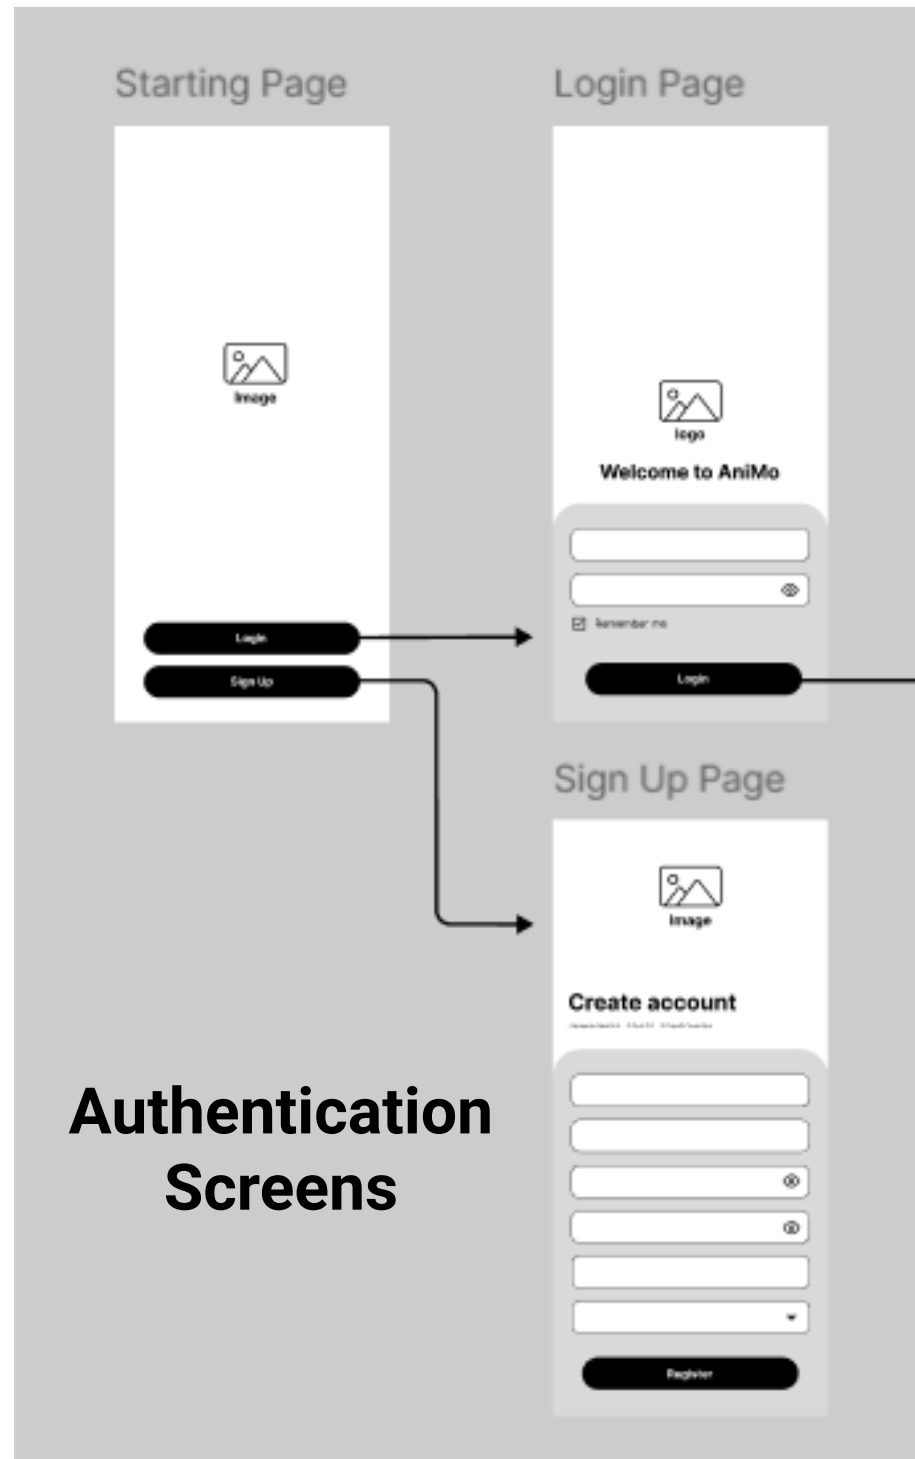 Starting Page
Image
Login
Sign Up
Login Page
logo
Welcome to AniMo
Remember me
Login
Sign Up Page
Image
Create account
Register
Authentication
Screens